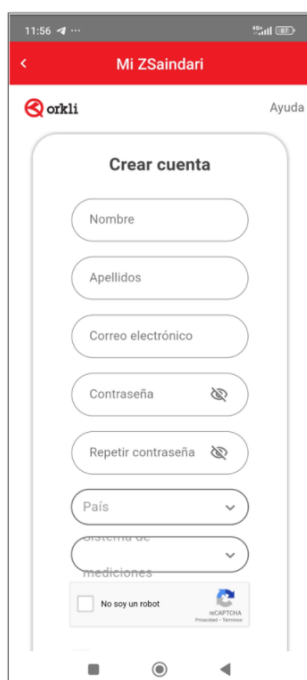 11:56
Mi ZSaindari
orkli
Ayuda
Crear cuenta
Nombre
Apellidos
Correo electrónico
Contraseña
Repetir contraseña
País
Sistema de
mediciones
No soy un robot
reCAPTCHA
Privacidad - Términos